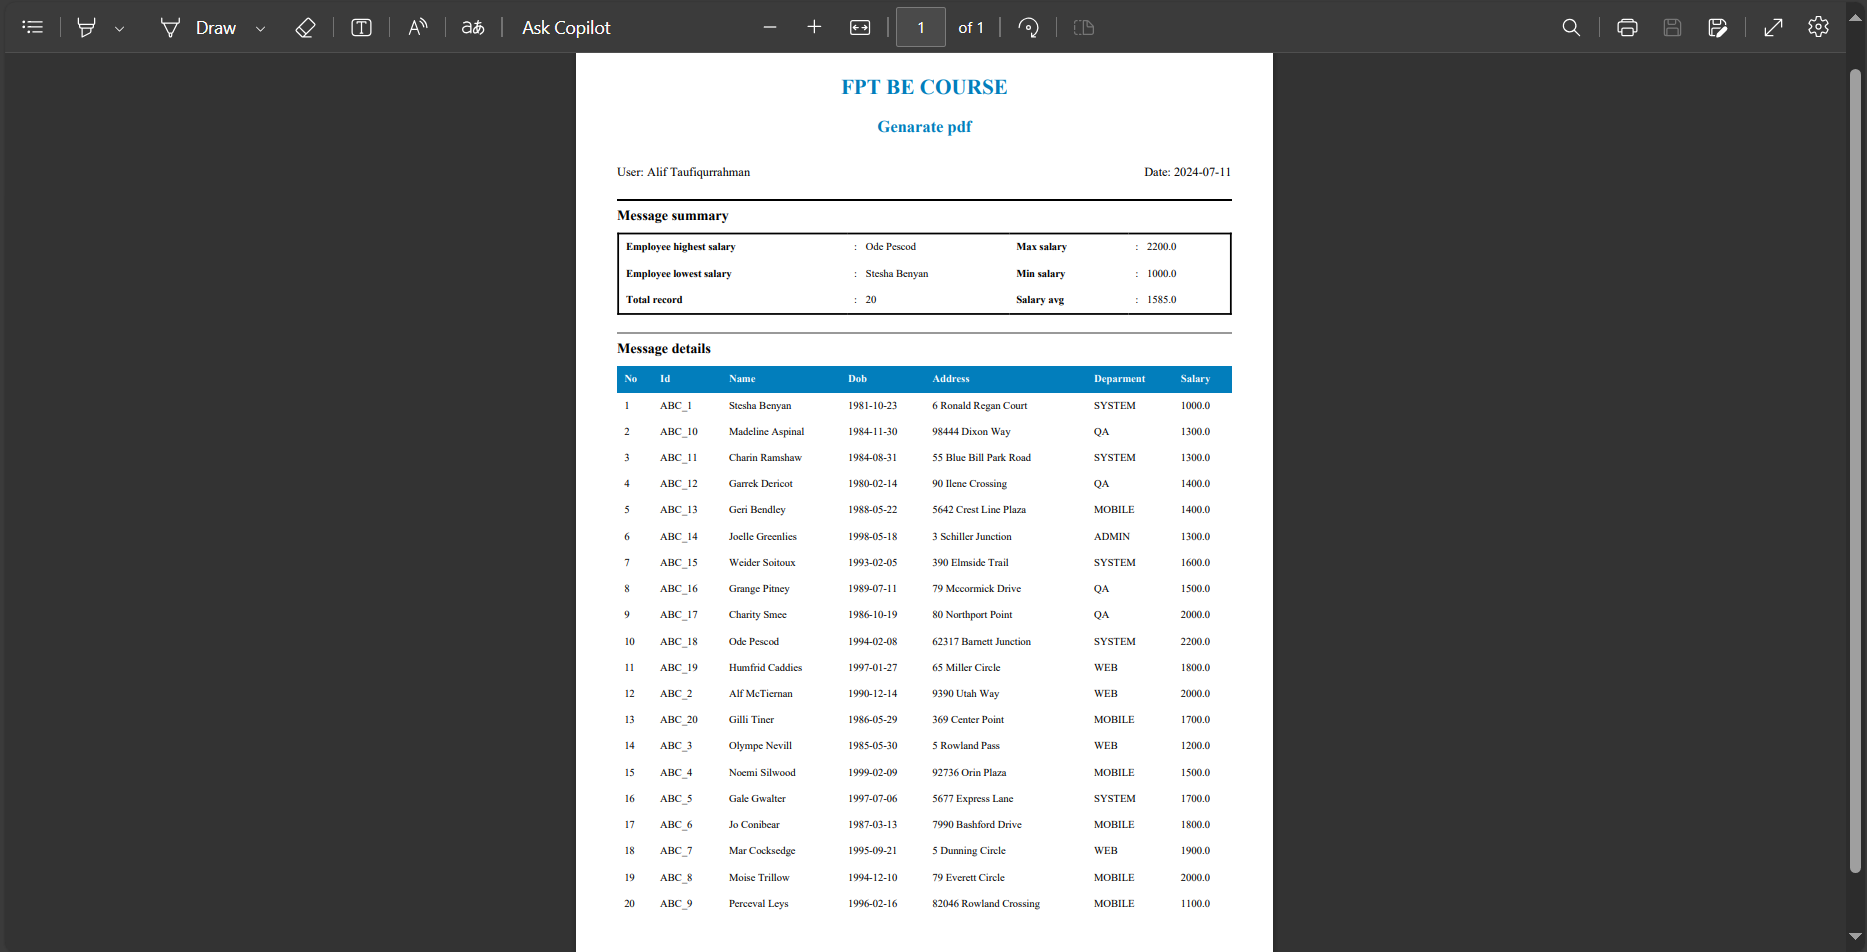 Draw
aあ
Ask Copilot
1 of 1
FPT BE COURSE
Genarate pdf
User: Alif Taufiqurrahman Date: 2024-07-11
Message summary
Employee highest salary : Ode Pescod Max salary : 2200.0
Employee lowest salary : Stesha Benyan Min salary : 1000.0
Total record : 20 Salary avg : 1585.0
Message details
No Id Name Dob Address Deparment Salary
1 ABC_1 Stesha Benyan 1981-10-23 6 Ronald Regan Court SYSTEM 1000.0
2 ABC_10 Madeline Aspinal 1984-11-30 98444 Dixon Way QA 1300.0
3 ABC_11 Charin Ramshaw 1984-08-31 55 Blue Bill Park Road SYSTEM 1300.0
4 ABC_12 Garrek Dericot 1980-02-14 90 Ilene Crossing QA 1400.0
5 ABC_13 Geri Bendley 1988-05-22 5642 Crest Line Plaza MOBILE 1400.0
6 ABC_14 Joelle Greenlies 1998-05-18 3 Schiller Junction ADMIN 1300.0
7 ABC_15 Weider Soitoux 1993-02-05 390 Elmside Trail SYSTEM 1600.0
8 ABC_16 Grange Pitney 1989-07-11 79 Mccormick Drive QA 1500.0
9 ABC_17 Charity Smee 1986-10-19 80 Northport Point QA 2000.0
10 ABC_18 Ode Pescod 1994-02-08 62317 Barnett Junction SYSTEM 2200.0
11 ABC_19 Humfrid Caddies 1997-01-27 65 Miller Circle WEB 1800.0
12 ABC_2 Alf McTiernan 1990-12-14 9390 Utah Way WEB 2000.0
13 ABC_20 Gilli Tiner 1986-05-29 369 Center Point MOBILE 1700.0
14 ABC_3 Olympe Nevill 1985-05-30 5 Rowland Pass WEB 1200.0
15 ABC_4 Noemi Silwood 1999-02-09 92736 Orin Plaza MOBILE 1500.0
16 ABC_5 Gale Gwalter 1997-07-06 5677 Express Lane SYSTEM 1700.0
17 ABC_6 Jo Conibear 1987-03-13 7990 Bashford Drive MOBILE 1800.0
18 ABC_7 Mar Cocksedge 1995-09-21 5 Dunning Circle WEB 1900.0
19 ABC_8 Moise Trillow 1994-12-10 79 Everett Circle MOBILE 2000.0
20 ABC_9 Perceval Leys 1996-02-16 82046 Rowland Crossing MOBILE 1100.0